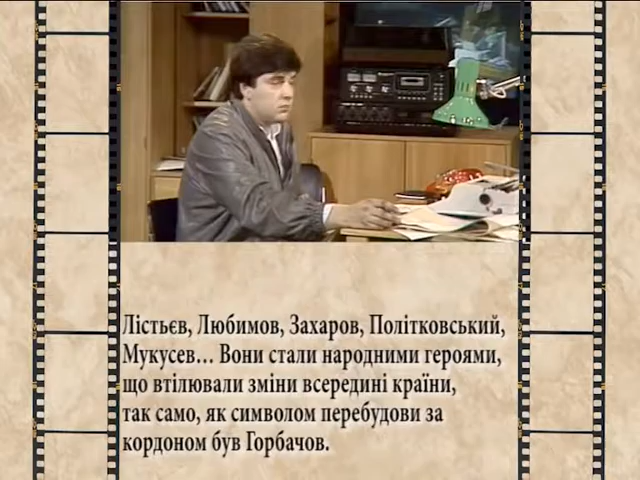 Лістьєв, Любимов, Захаров, Політковський,
Мукусев... Вони стали народними героями,
що втілювали зміни всередині країни,
так само, як символом перебудови за
кордоном був Горбачов.